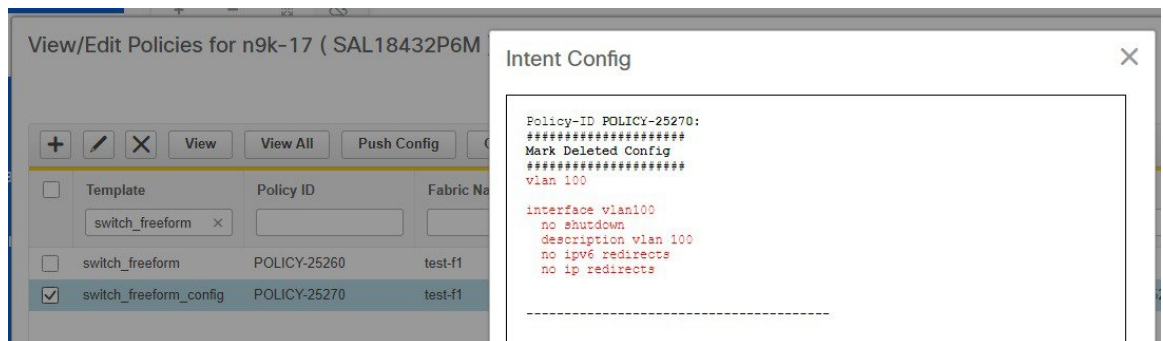 View/Edit Policies for n9k-17 ( SAL18432P6M
View
View All
Push Config
Template
Policy ID
Fabric Na
switch_freeform
switch_freeform POLICY-25260 test-f1
switch_freeform_config POLICY-25270 test-f1
Intent Config
Policy-ID POLICY-25270:
#####################
Mark Deleted Config
#####################
vlan 100
interface vlan100
no shutdown
description vlan 100
no ipv6 redirects
no ip redirects
----------------------------------------